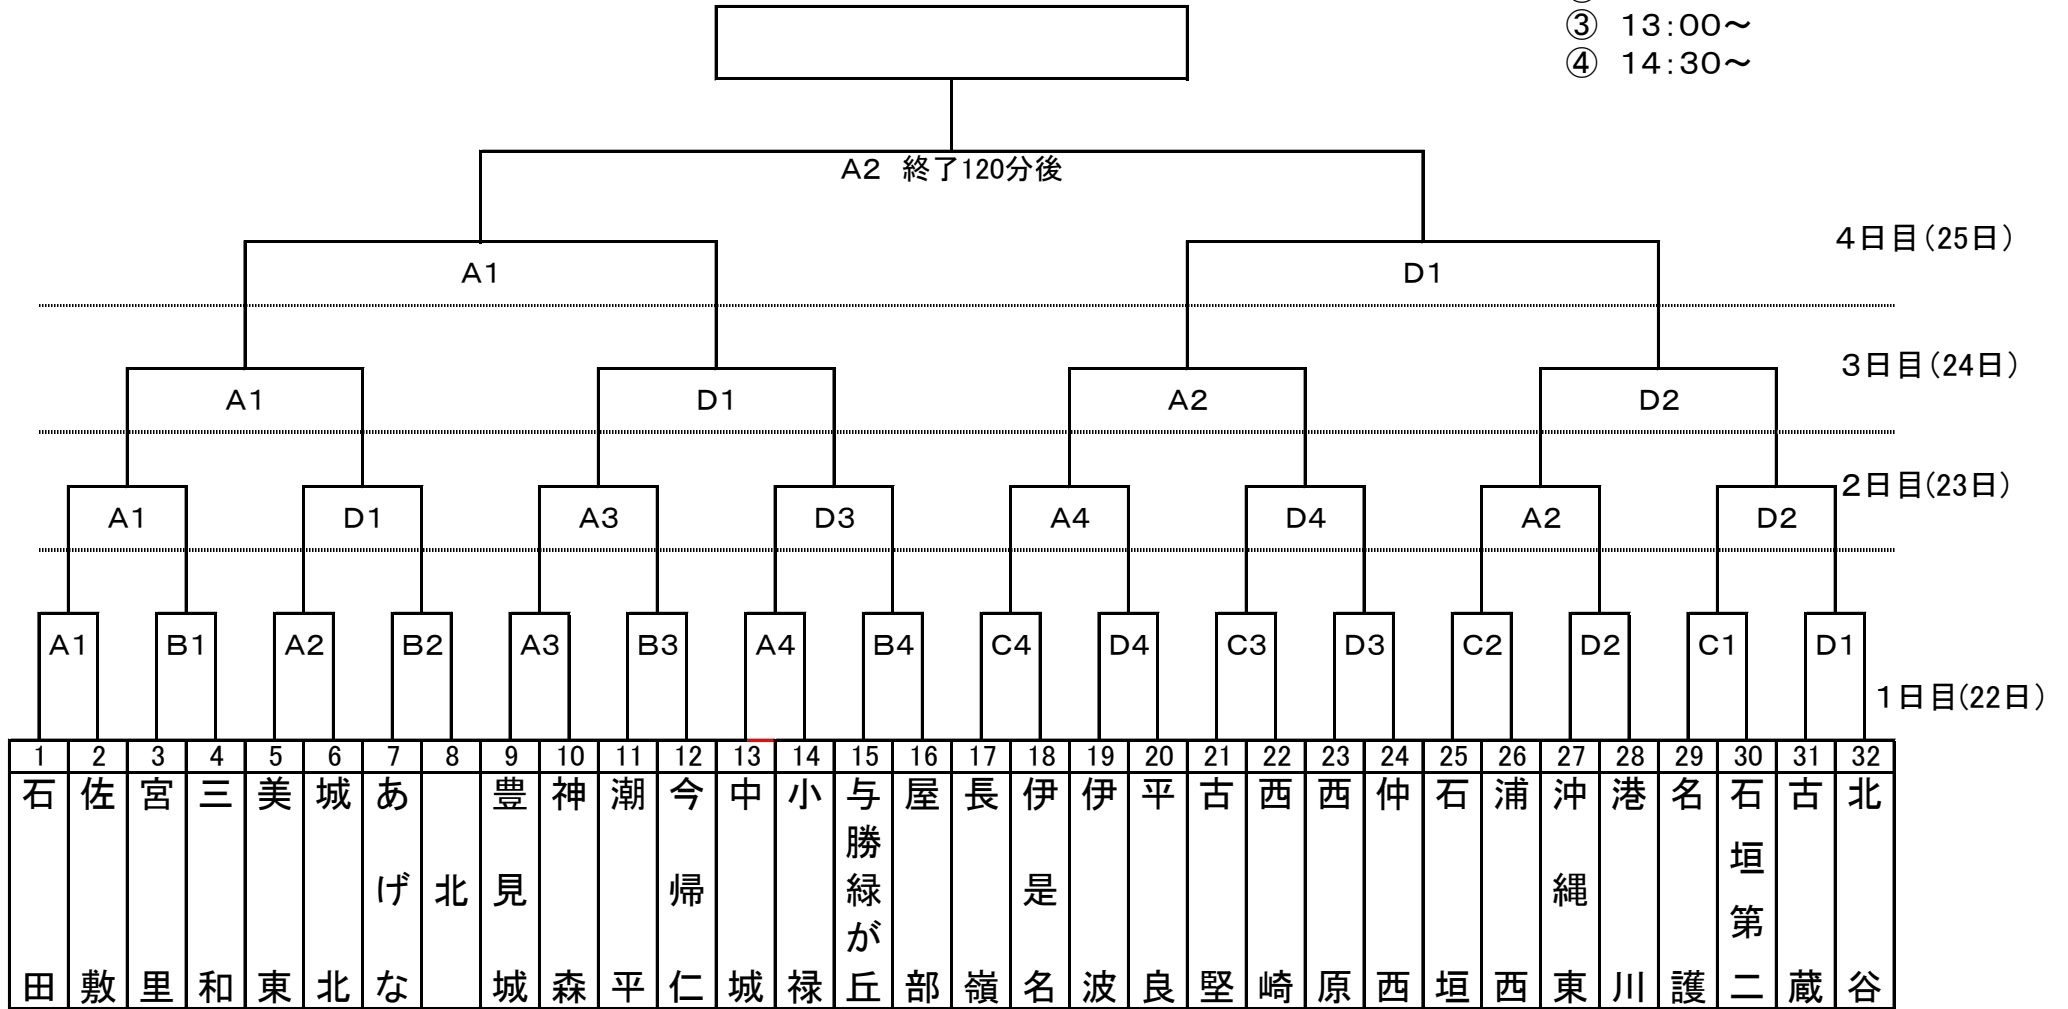 ③ 13:00～
④ 14:30～
A2 終了120分後
4日目(25日)
A1 D1
3日目(24日)
A1 D1 A2 D2
2日目(23日)
A1 D1 A3 D3 A4 D4 A2 D2
A1 B1 A2 B2 A3 B3 A4 B4 C4 D4 C3 D3 C2 D2 C1 D1
1日目(22日)
1 2 3 4 5 6 7 8 9 10 11 12 13 14 15 16 17 18 19 20 21 22 23 24 25 26 27 28 29 30 31 32
石田
佐敷
宮里
三和
美東
城北
あげな
北
豊見城
神森
潮平
今帰仁
中城
小禄
与勝緑が丘
屋部
長嶺
伊是名
伊波
平良
古堅
西崎
西原
仲西
石垣
浦西
沖縄東
港川
名護
石垣第二
古蔵
北谷